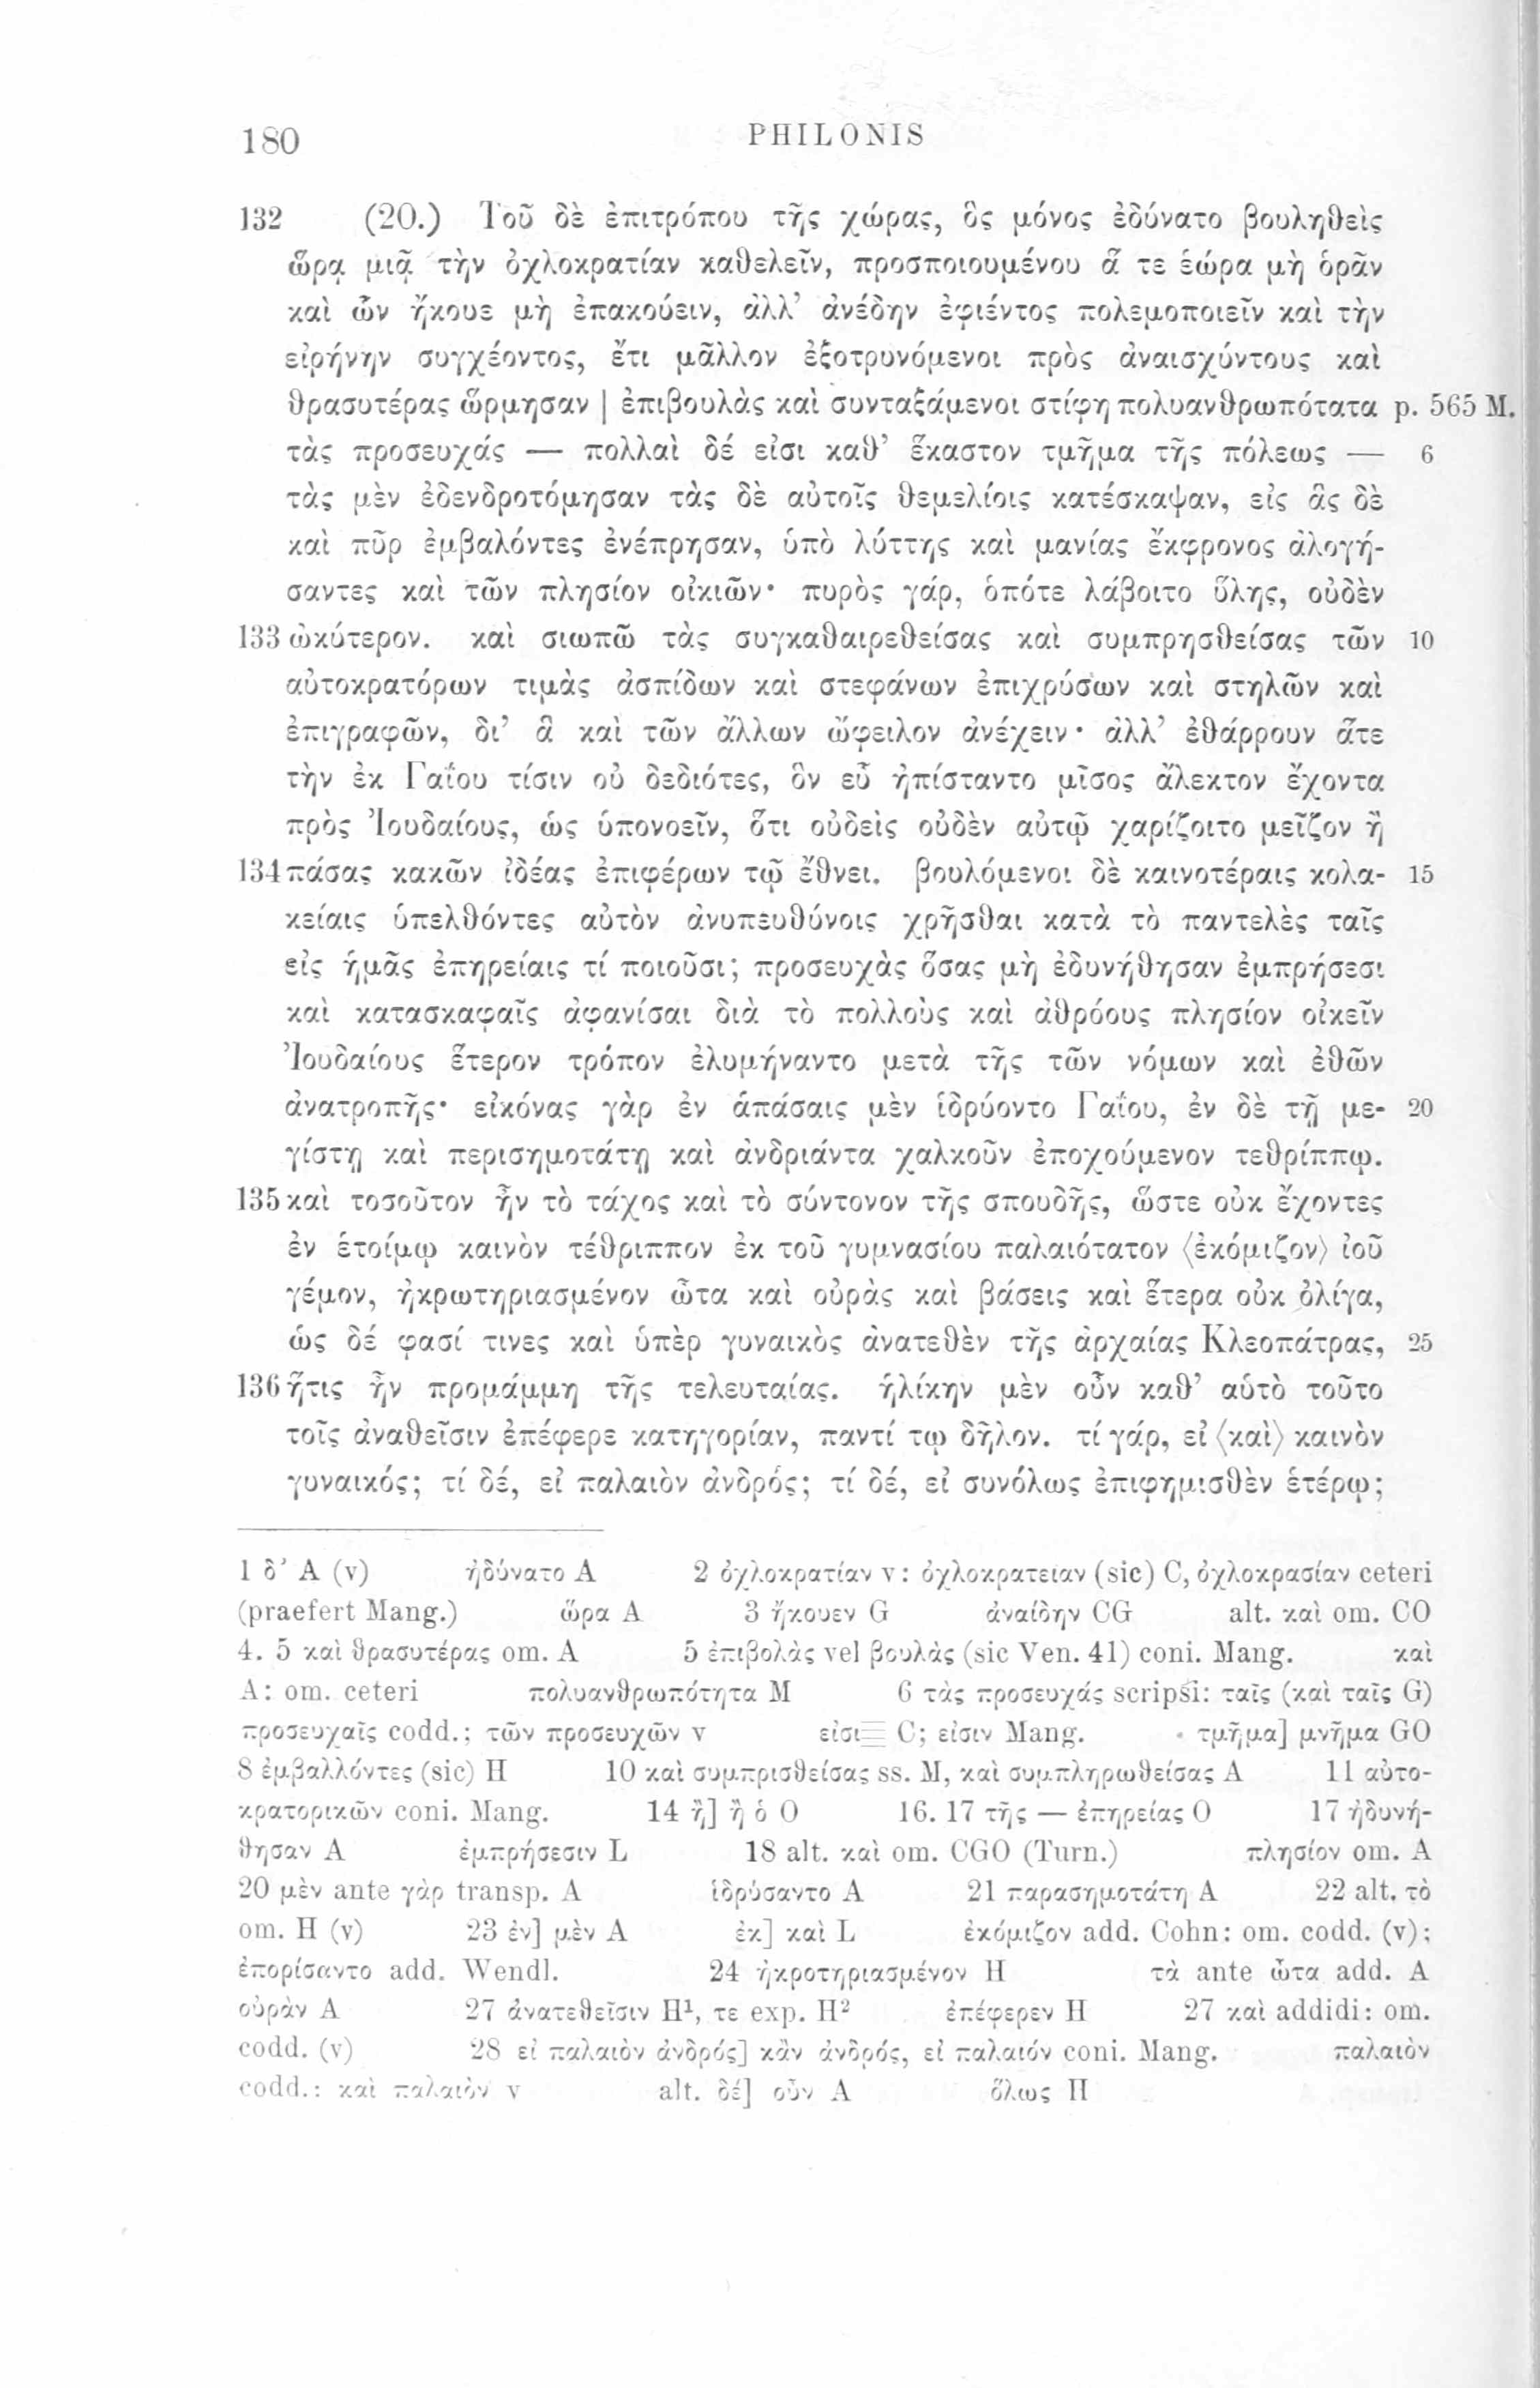 180 PHILONIS
132 (20.) Τοῦ δὲ ἐπιτρόπου τῆς χώρας, ὃς μόνος ἐδύνατο βουληθεὶς
ὥρᾳ μιᾷ τὴν ὀχλοκρατίαν καθελεῖν, προσποιουμένου ἅ τε ἑώρα μὴ ὁρᾶν
καὶ ὧν ἤκουε μὴ ἐπακούειν, ἀλλ’ ἀνέδην ἐφιέντος πολεμοποιεῖν καὶ τὴν
εἰρήνην συγχέοντος, ἔτι μᾶλλον ἐξοτρυνόμενοι πρὸς ἀναισχύντους καὶ
θρασυτέρας ὥρμησαν | ἐπιβουλὰς καὶ συνταξάμενοι στίφη πολυανθρωπότατα p. 565 M.
τὰς προσευχάς — πολλαὶ δέ εἰσι καθ’ ἕκαστον τμῆμα τῆς πόλεως — 6
τὰς μὲν ἐδενδροτόμησαν τὰς δὲ αὐτοῖς θεμελίοις κατέσκαψαν, εἰς ἃς δὲ
καὶ πῦρ ἐμβαλόντες ἐνέπρησαν, ὑπὸ λύττης καὶ μανίας ἔκφρονος ἀλογή-
σαντες καὶ τῶν πλησίον οἰκιῶν· πυρὸς γάρ, ὁπότε λάβοιτο ὕλης, οὐδὲν
133 ὠκύτερον. καὶ σιωπῶ τὰς συγκαθαιρεθείσας καὶ συμπρησθείσας τῶν 10
αὐτοκρατόρων τιμὰς ἀσπίδων καὶ στεφάνων ἐπιχρύσων καὶ στηλῶν καὶ
ἐπιγραφῶν, δι’ ἃ καὶ τῶν ἄλλων ὤφειλον ἀνέχειν· ἀλλ’ ἐθάρρουν ἅτε
τὴν ἐκ Γαΐου τίσιν οὐ δεδιότες, ὃν εὖ ἠπίσταντο μῖσος ἄλεκτον ἔχοντα
πρὸς Ἰουδαίους, ὡς ὑπονοεῖν, ὅτι οὐδεὶς οὐδὲν αὐτῷ χαρίζοιτο μεῖζον ἢ
134 πάσας κακῶν ἰδέας ἐπιφέρων τῷ ἔθνει. βουλόμενοι δὲ καινοτέραις κολα- 15
κείαις ὑπελθόντες αὐτὸν ἀνυπευθύνοις χρῆσθαι κατὰ τὸ παντελὲς ταῖς
εἰς ἡμᾶς ἐπηρείαις τί ποιοῦσι; προσευχὰς ὅσας μὴ ἐδυνήθησαν ἐμπρήσεσι
καὶ κατασκαφαῖς ἀφανίσαι διὰ τὸ πολλοὺς καὶ ἀθρόους πλησίον οἰκεῖν
Ἰουδαίους ἕτερον τρόπον ἐλυμήναντο μετὰ τῆς τῶν νόμων καὶ ἐθῶν
ἀνατροπῆς· εἰκόνας γὰρ ἐν ἁπάσαις μὲν ἱδρύοντο Γαΐου, ἐν δὲ τῇ με- 20
γίστῃ καὶ περισημοτάτῃ καὶ ἀνδριάντα χαλκοῦν ἐποχούμενον τεθρίππῳ.
135 καὶ τοσοῦτον ἦν τὸ τάχος καὶ τὸ σύντονον τῆς σπουδῆς, ὥστε οὐκ ἔχοντες
ἐν ἑτοίμῳ καινὸν τέθριππον ἐκ τοῦ γυμνασίου παλαιότατον ⟨ἐκόμιζον⟩ ἰοῦ
γέμον, ἠκρωτηριασμένον ὦτα καὶ οὐρὰς καὶ βάσεις καὶ ἕτερα οὐκ ὀλίγα,
ὡς δέ φασί τινες καὶ ὑπὲρ γυναικὸς ἀνατεθὲν τῆς ἀρχαίας Κλεοπάτρας, 25
136 ἥτις ἦν προμάμμη τῆς τελευταίας. ἡλίκην μὲν οὖν καθ’ αὑτὸ τοῦτο
τοῖς ἀναθεῖσιν ἐπέφερε κατηγορίαν, παντί τῳ δῆλον. τί γάρ, εἰ ⟨καὶ⟩ καινὸν
γυναικός; τί δέ, εἰ παλαιὸν ἀνδρός; τί δέ, εἰ συνόλως ἐπιφημισθὲν ἑτέρῳ;
1 δ’ A (v) ἠδύνατο A 2 ὀχλοκρατίαν v: ὀχλοκρατειαν (sic) C, ὀχλοκρασίαν ceteri
(praefert Mang.) ὥρα A 3 ἤκουεν G ἀναίδην CG alt. καὶ om. CO
4. 5 καὶ θρασυτέρας om. A 5 ἐπιβολὰς vel βουλὰς (sic Ven. 41) coni. Mang. καὶ
A: om. ceteri πολυανθρωπότητα M 6 τὰς προσευχάς scripsi: ταῖς (καὶ ταῖς G)
προσευχαῖς codd.; τῶν προσευχῶν v εἰσι C; εἰσιν Mang. τμῆμα] μνῆμα GO
8 ἐμβαλλόντες (sic) H 10 καὶ συμπρισθείσας ss. M, καὶ συμπληρωθείσας A 11 αὐτο-
κρατορικῶν coni. Mang. 14 ἢ] ἢ ὁ O 16. 17 τῆς — ἐπηρείας O 17 ἠδυνή-
θησαν A ἐμπρήσεσιν L 18 alt. καὶ om. CGO (Turn.) πλησίον om. A
20 μὲν ante γὰρ transp. A ἱδρύσαντο A 21 παρασημοτάτη A 22 alt. τὸ
om. H (v) 23 ἐν] μὲν A ἐκ] καὶ L ἐκόμιζον add. Cohn: om. codd. (v);
ἐπορίσαντο add. Wendl. 24 ἠκροτηριασμένον H τὰ ante ὦτα add. A
οὐρὰν A 27 ἀνατεθεῖσιν H¹, τε exp. H² ἐπέφερεν H 27 καὶ addidi: om.
codd. (v) 28 εἰ παλαιὸν ἀνδρός] κἂν ἀνδρός, εἰ παλαιόν coni. Mang. παλαιὸν
codd.: καὶ παλαιὸν v alt. δέ] οὖν A ὅλως H